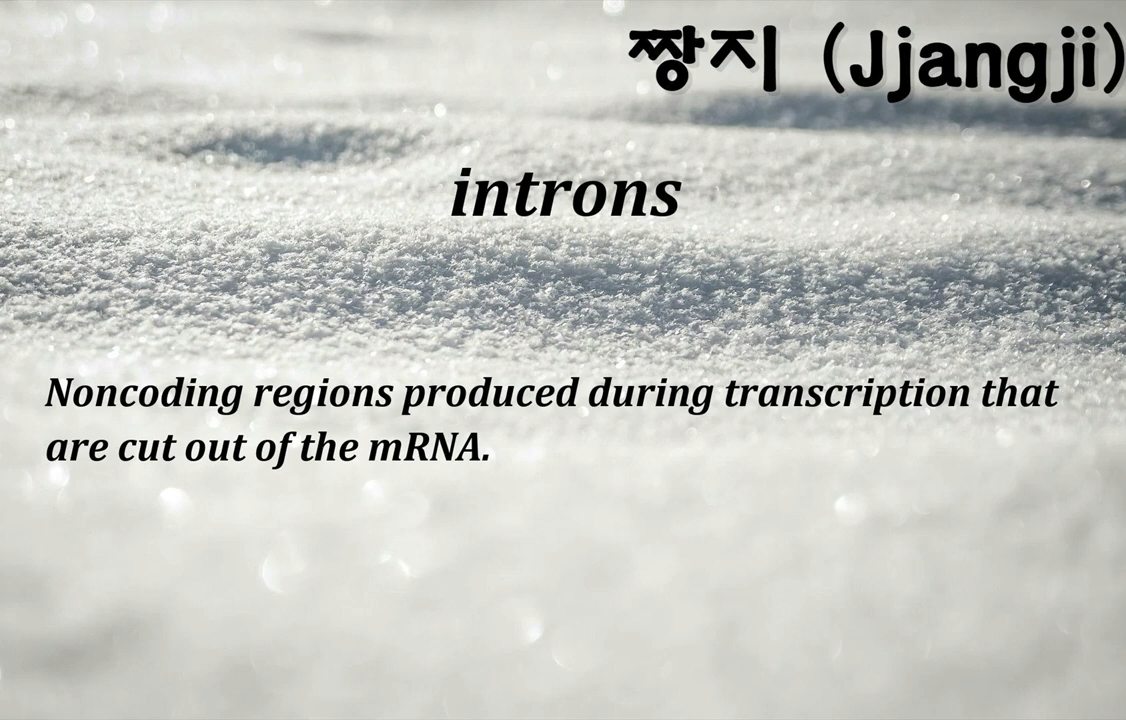 짱지 (Jjangji)
introns
Noncoding regions produced during transcription that
are cut out of the mRNA.